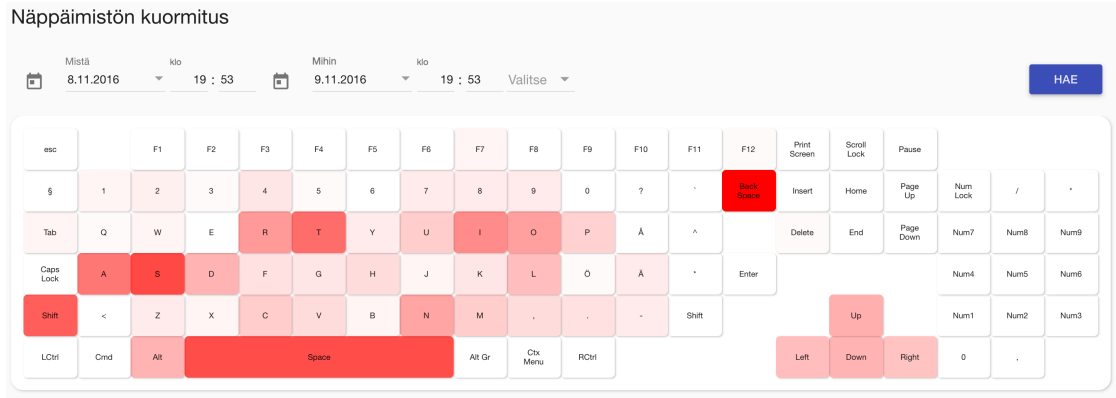 Näppäimistön kuormitus
Mistä klo Mihin klo
8.11.2016 19 : 53 9.11.2016 19 : 53 Valitse
HAE
esc F1 F2 F3 F4 F5 F6 F7 F8 F9 F10 F11 F12 Print Screen Scroll Lock Pause
§ 1 2 3 4 5 6 7 8 9 0 ? ` Back Space Insert Home Page Up Num Lock / *
Tab Q W E R T Y U I O P Å ^ Delete End Page Down Num7 Num8 Num9
Caps Lock A S D F G H J K L Ö Ä * Enter Num4 Num5 Num6
Shift < Z X C V B N M , . - Shift Up Num1 Num2 Num3
LCtrl Cmd Alt Space Alt Gr Ctx Menu RCtrl Left Down Right 0 ,